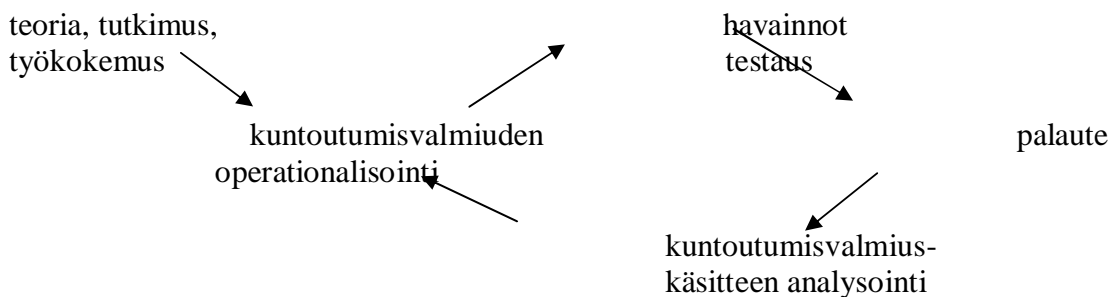 teoria, tutkimus,
työkokemus
havainnot
testaus
kuntoutumisvalmiuden
operationalisointi
palaute
kuntoutumisvalmius-
käsitteen analysointi